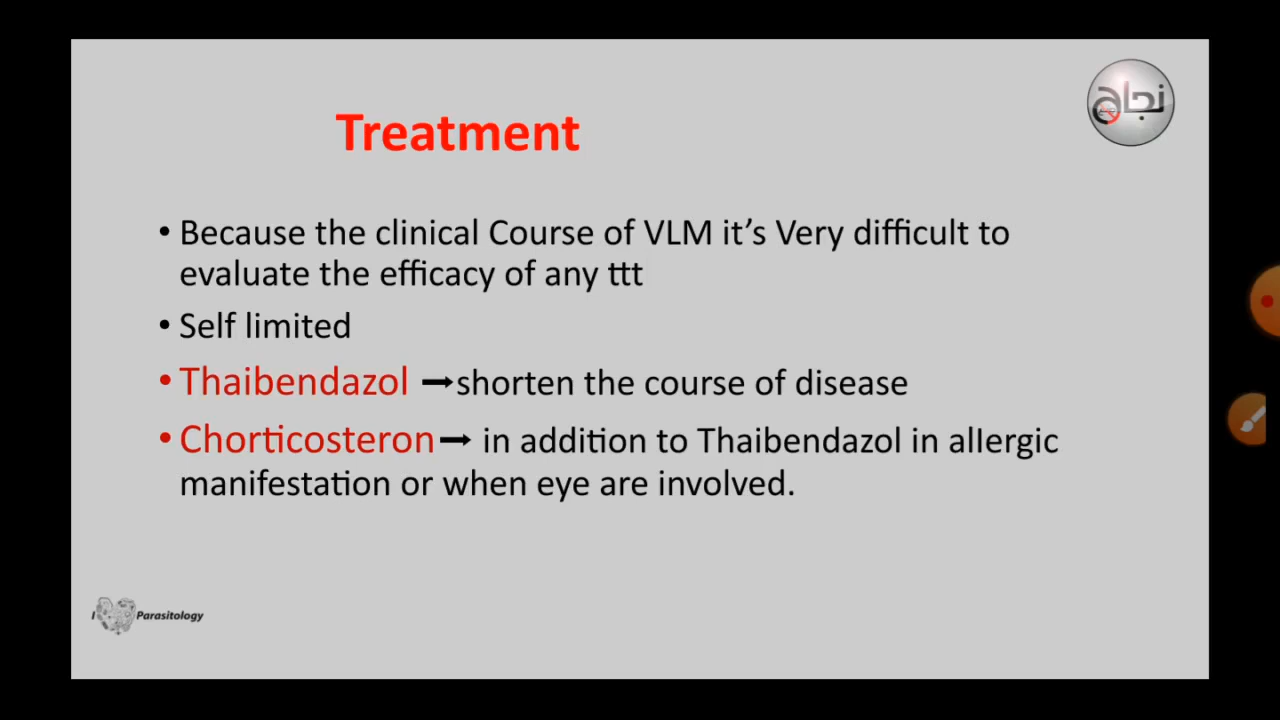 نجاة
Treatment
• Because the clinical Course of VLM it’s Very difficult to
evaluate the efficacy of any ttt
• Self limited
• Thaibendazol ➞shorten the course of disease
• Chorticosteron➞ in addition to Thaibendazol in allergic
manifestation or when eye are involved.
I Parasitology